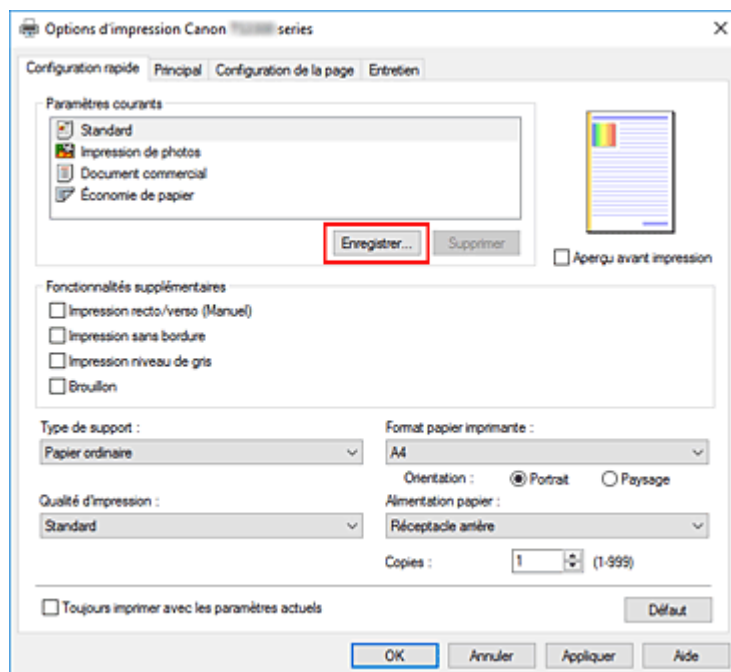 Options d'impression Canon series
Configuration rapide Principal Configuration de la page Entretien
Paramètres courants
Standard
Impression de photos
Document commercial
Économie de papier
Enregistrer... Supprimer
Aperçu avant impression
Fonctionnalités supplémentaires
Impression recto/verso (Manuel)
Impression sans bordure
Impression niveau de gris
Brouillon
Type de support :
Papier ordinaire
Format papier imprimante :
A4
Orientation : Portrait Paysage
Qualité d'impression :
Standard
Alimentation papier :
Réceptacle arrière
Copies : 1 (1-999)
Toujours imprimer avec les paramètres actuels
Défaut
OK Annuler Appliquer Aide